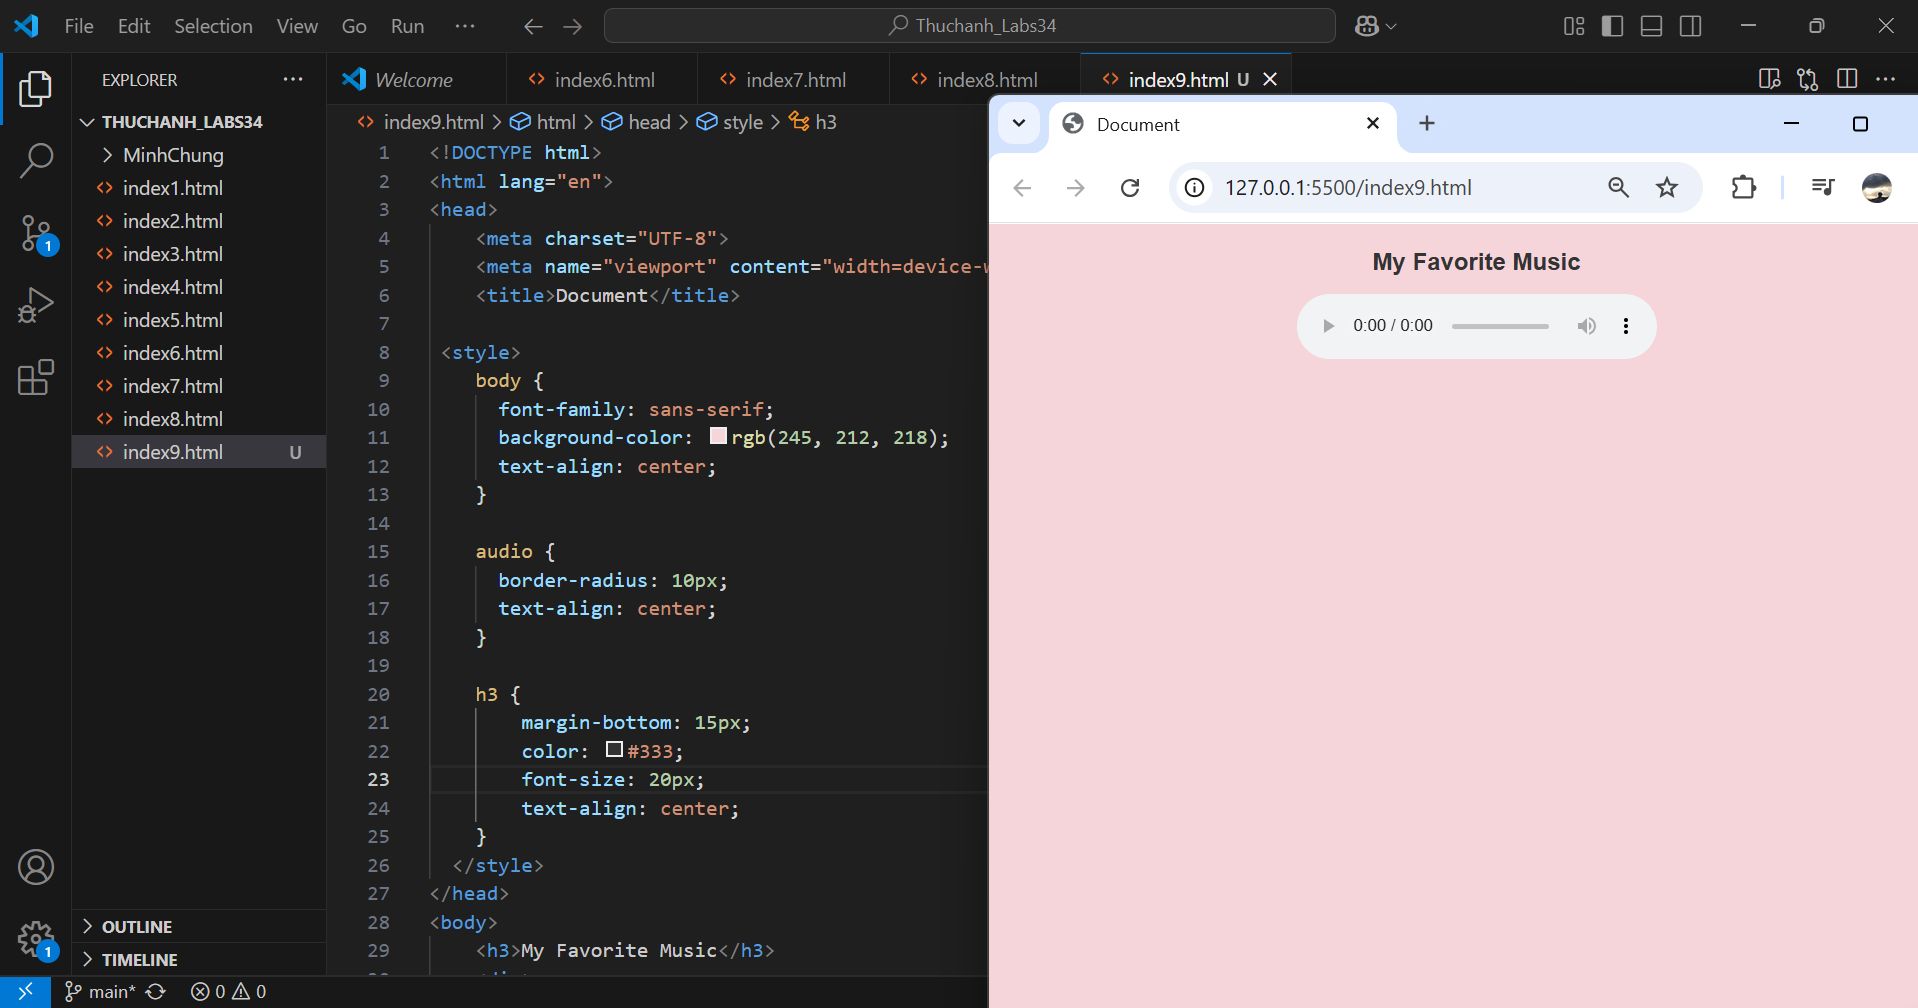 File Edit Selection View Go Run ··· Thuchanh_Labs34
EXPLORER ···
THUCHANH_LABS34
MinhChung
index1.html
index2.html
index3.html
index4.html
index5.html
index6.html
index7.html
index8.html
index9.html U
OUTLINE
TIMELINE
1
1
Welcome index6.html index7.html index8.html index9.html U
index9.html > html > head > style > h3
1 <!DOCTYPE html>
2 <html lang="en">
3 <head>
4 <meta charset="UTF-8">
5 <meta name="viewport" content="width=device-w
6 <title>Document</title>
7
8 <style>
9 body {
10 font-family: sans-serif;
11 background-color: rgb(245, 212, 218);
12 text-align: center;
13 }
14
15 audio {
16 border-radius: 10px;
17 text-align: center;
18 }
19
20 h3 {
21 margin-bottom: 15px;
22 color: #333;
23 font-size: 20px;
24 text-align: center;
25 }
26 </style>
27 </head>
28 <body>
29 <h3>My Favorite Music</h3>
main* 0 0
Document
127.0.0.1:5500/index9.html
My Favorite Music
0:00 / 0:00